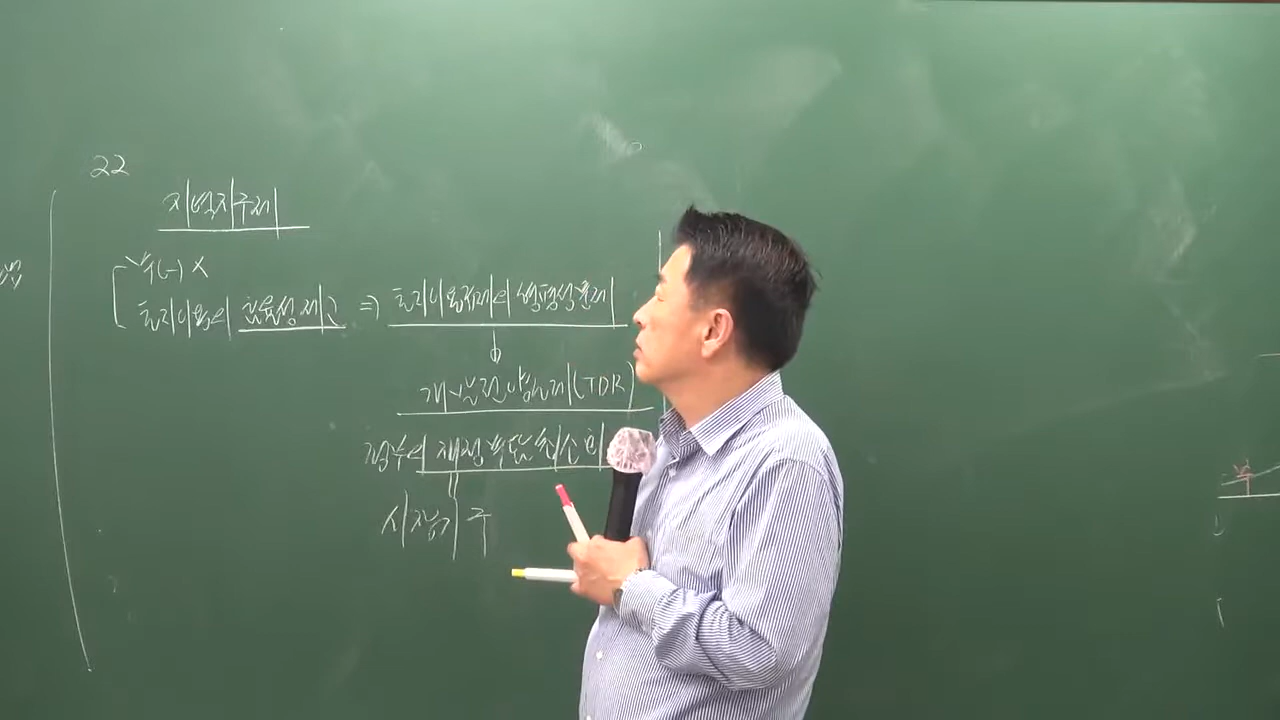 22
지역지구제
부(-) X
토지이용의 효율성 제고 ⇒ 토지이용규제의 형평성문제
개발권양도제(TDR)
정부의 재정부담 최소화
시장기구